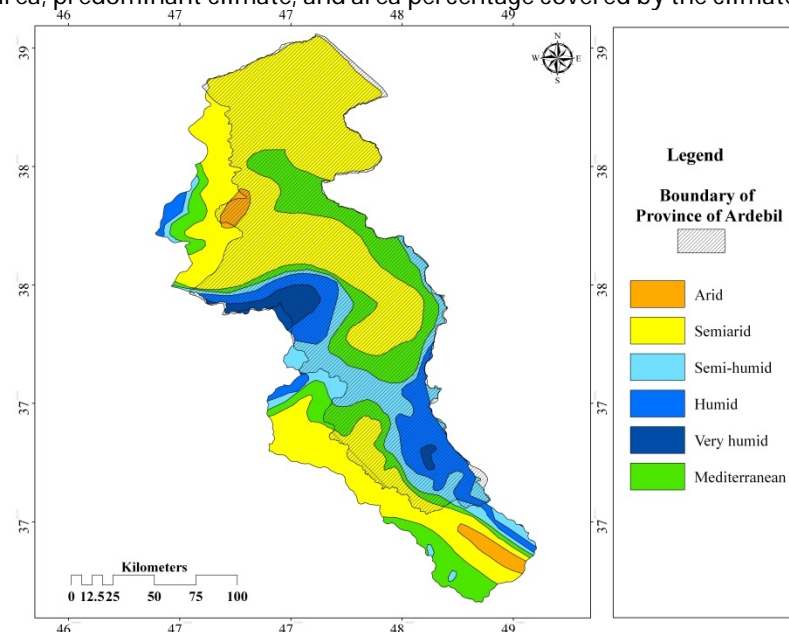 area, predominant climate, and area percentage covered by the climate
47 47 48 49
N
W E
S
39 39
38 38
38 38
37 37
37 37
Legend
Boundary of
Province of Ardebil
Arid
Semiarid
Semi-humid
Humid
Very humid
Mediterranean
Kilometers
0 12.5 25 50 75 100
46 47 47 48 49